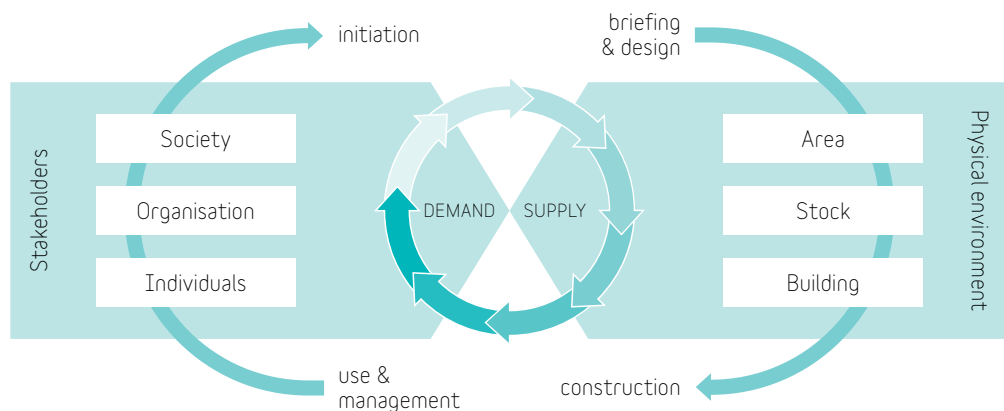 initiation
briefing
& design
Stakeholders
Society
Organisation
Individuals
DEMAND
SUPPLY
Area
Stock
Building
Physical environment
use &
management
construction